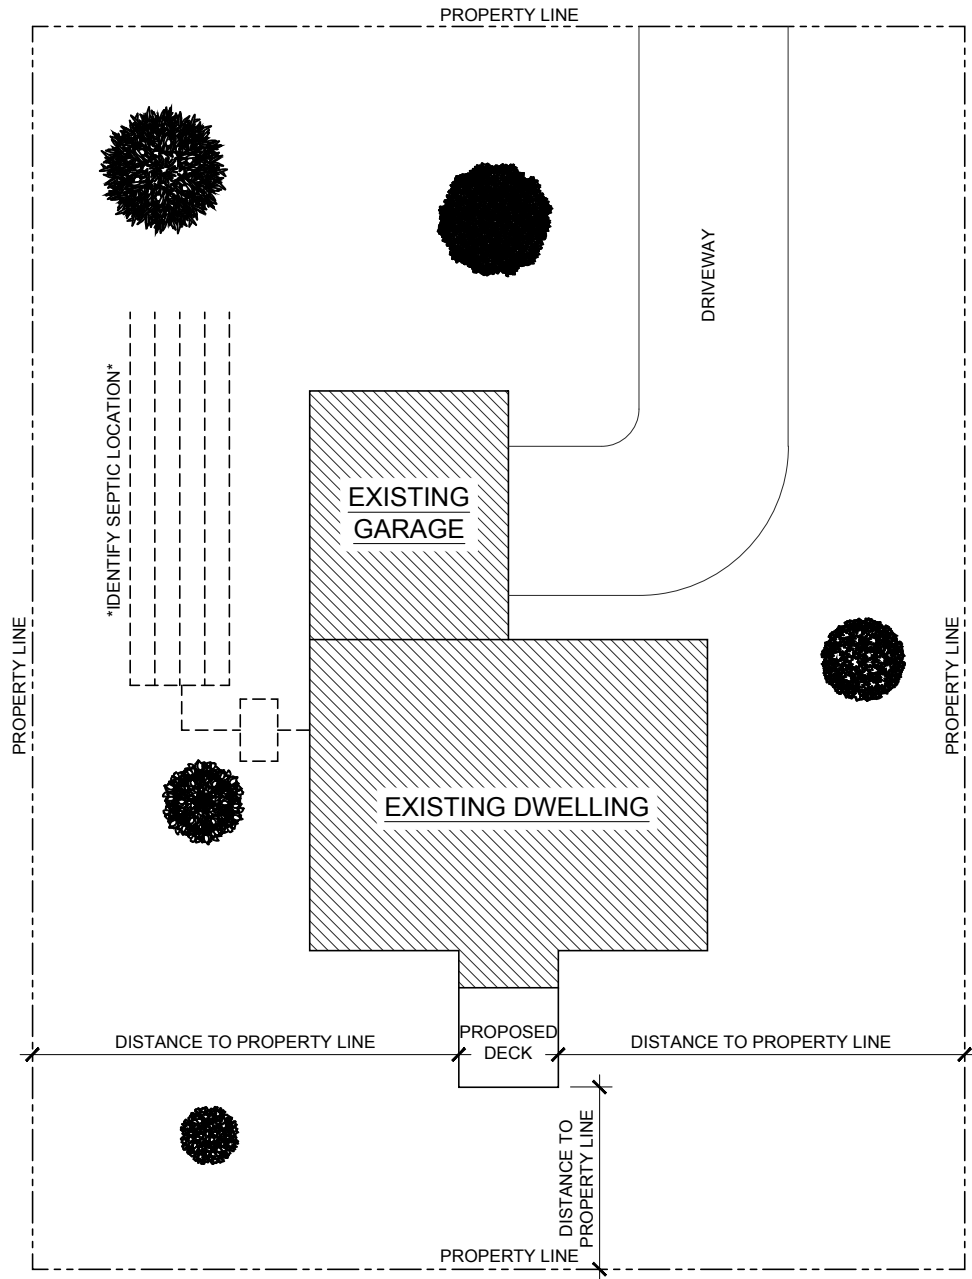 PROPERTY LINE
DRIVEWAY
*IDENTIFY SEPTIC LOCATION*
EXISTING
GARAGE
PROPERTY LINE
PROPERTY LINE
EXISTING DWELLING
DISTANCE TO PROPERTY LINE
PROPOSED
DECK
DISTANCE TO PROPERTY LINE
DISTANCE TO
PROPERTY LINE
PROPERTY LINE